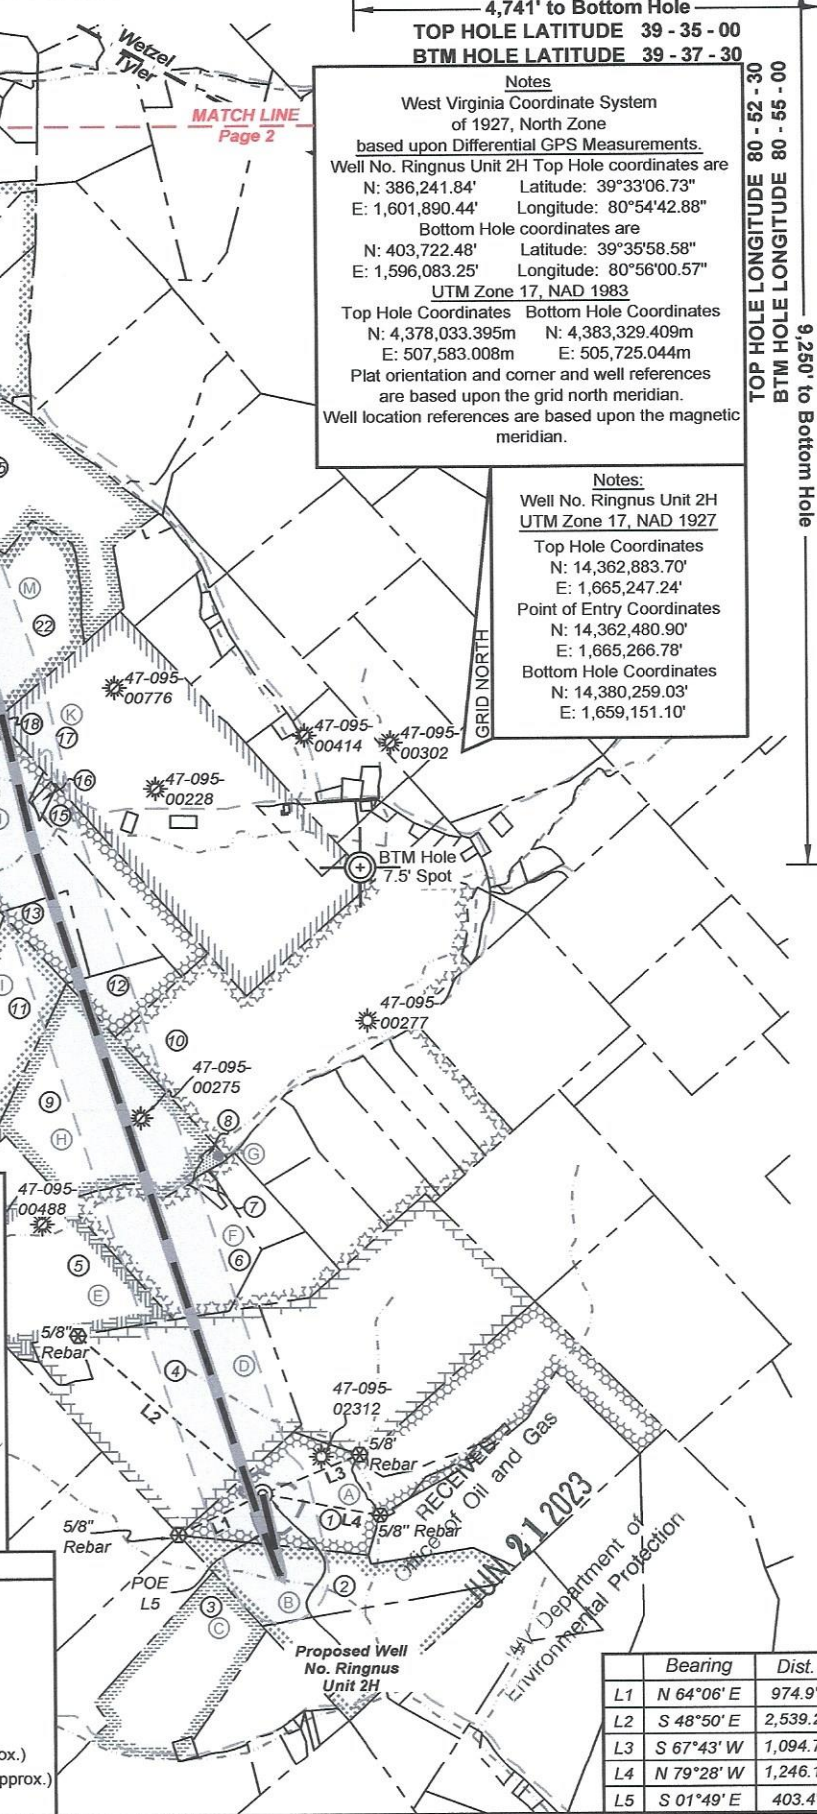 4,741' to Bottom Hole
TOP HOLE LATITUDE 39 - 35 - 00
BTM HOLE LATITUDE 39 - 37 - 30
Wetzel
Tyler
MATCH LINE
Page 2
Notes
West Virginia Coordinate System
of 1927, North Zone
based upon Differential GPS Measurements.
Well No. Ringnus Unit 2H Top Hole coordinates are
N: 386,241.84' Latitude: 39°33'06.73"
E: 1,601,890.44' Longitude: 80°54'42.88"
Bottom Hole coordinates are
N: 403,722.48' Latitude: 39°35'58.58"
E: 1,596,083.25' Longitude: 80°56'00.57"
UTM Zone 17, NAD 1983
Top Hole Coordinates Bottom Hole Coordinates
N: 4,378,033.395m N: 4,383,329.409m
E: 507,583.008m E: 505,725.044m
Plat orientation and corner and well references
are based upon the grid north meridian.
Well location references are based upon the magnetic
meridian.
TOP HOLE LONGITUDE 80 - 52 - 30
BTM HOLE LONGITUDE 80 - 55 - 00
9,250' to Bottom Hole
Notes:
Well No. Ringnus Unit 2H
UTM Zone 17, NAD 1927
Top Hole Coordinates
N: 14,362,883.70'
E: 1,665,247.24'
Point of Entry Coordinates
N: 14,362,480.90'
E: 1,665,266.78'
Bottom Hole Coordinates
N: 14,380,259.03'
E: 1,659,151.10'
GRID NORTH
M
22
47-095-
00776
18
K
17
47-095-
00414
47-095-
00302
16
47-095-
00228
15
BTM Hole
7.5' Spot
13
12
I
11
47-095-
00277
10
47-095-
00275
9
H
8
G
47-095-
00488
7
F
6
5
E
5/8"
Rebar
4
D
L2
47-095-
02312
5/8'
Rebar
L3
A
L1
1
L4
5/8" Rebar
5/8"
Rebar
POE
L5
2
B
3
C
Proposed Well
No. Ringnus
Unit 2H
RECEIVED
Office of Oil and Gas
JUN 21 2023
WV Department of
Environmental Protection
ox.)
pprox.)
Bearing Dist.
L1 N 64°06' E 974.9'
L2 S 48°50' E 2,539.2
L3 S 67°43' W 1,094.7
L4 N 79°28' W 1,246.1
L5 S 01°49' E 403.4'